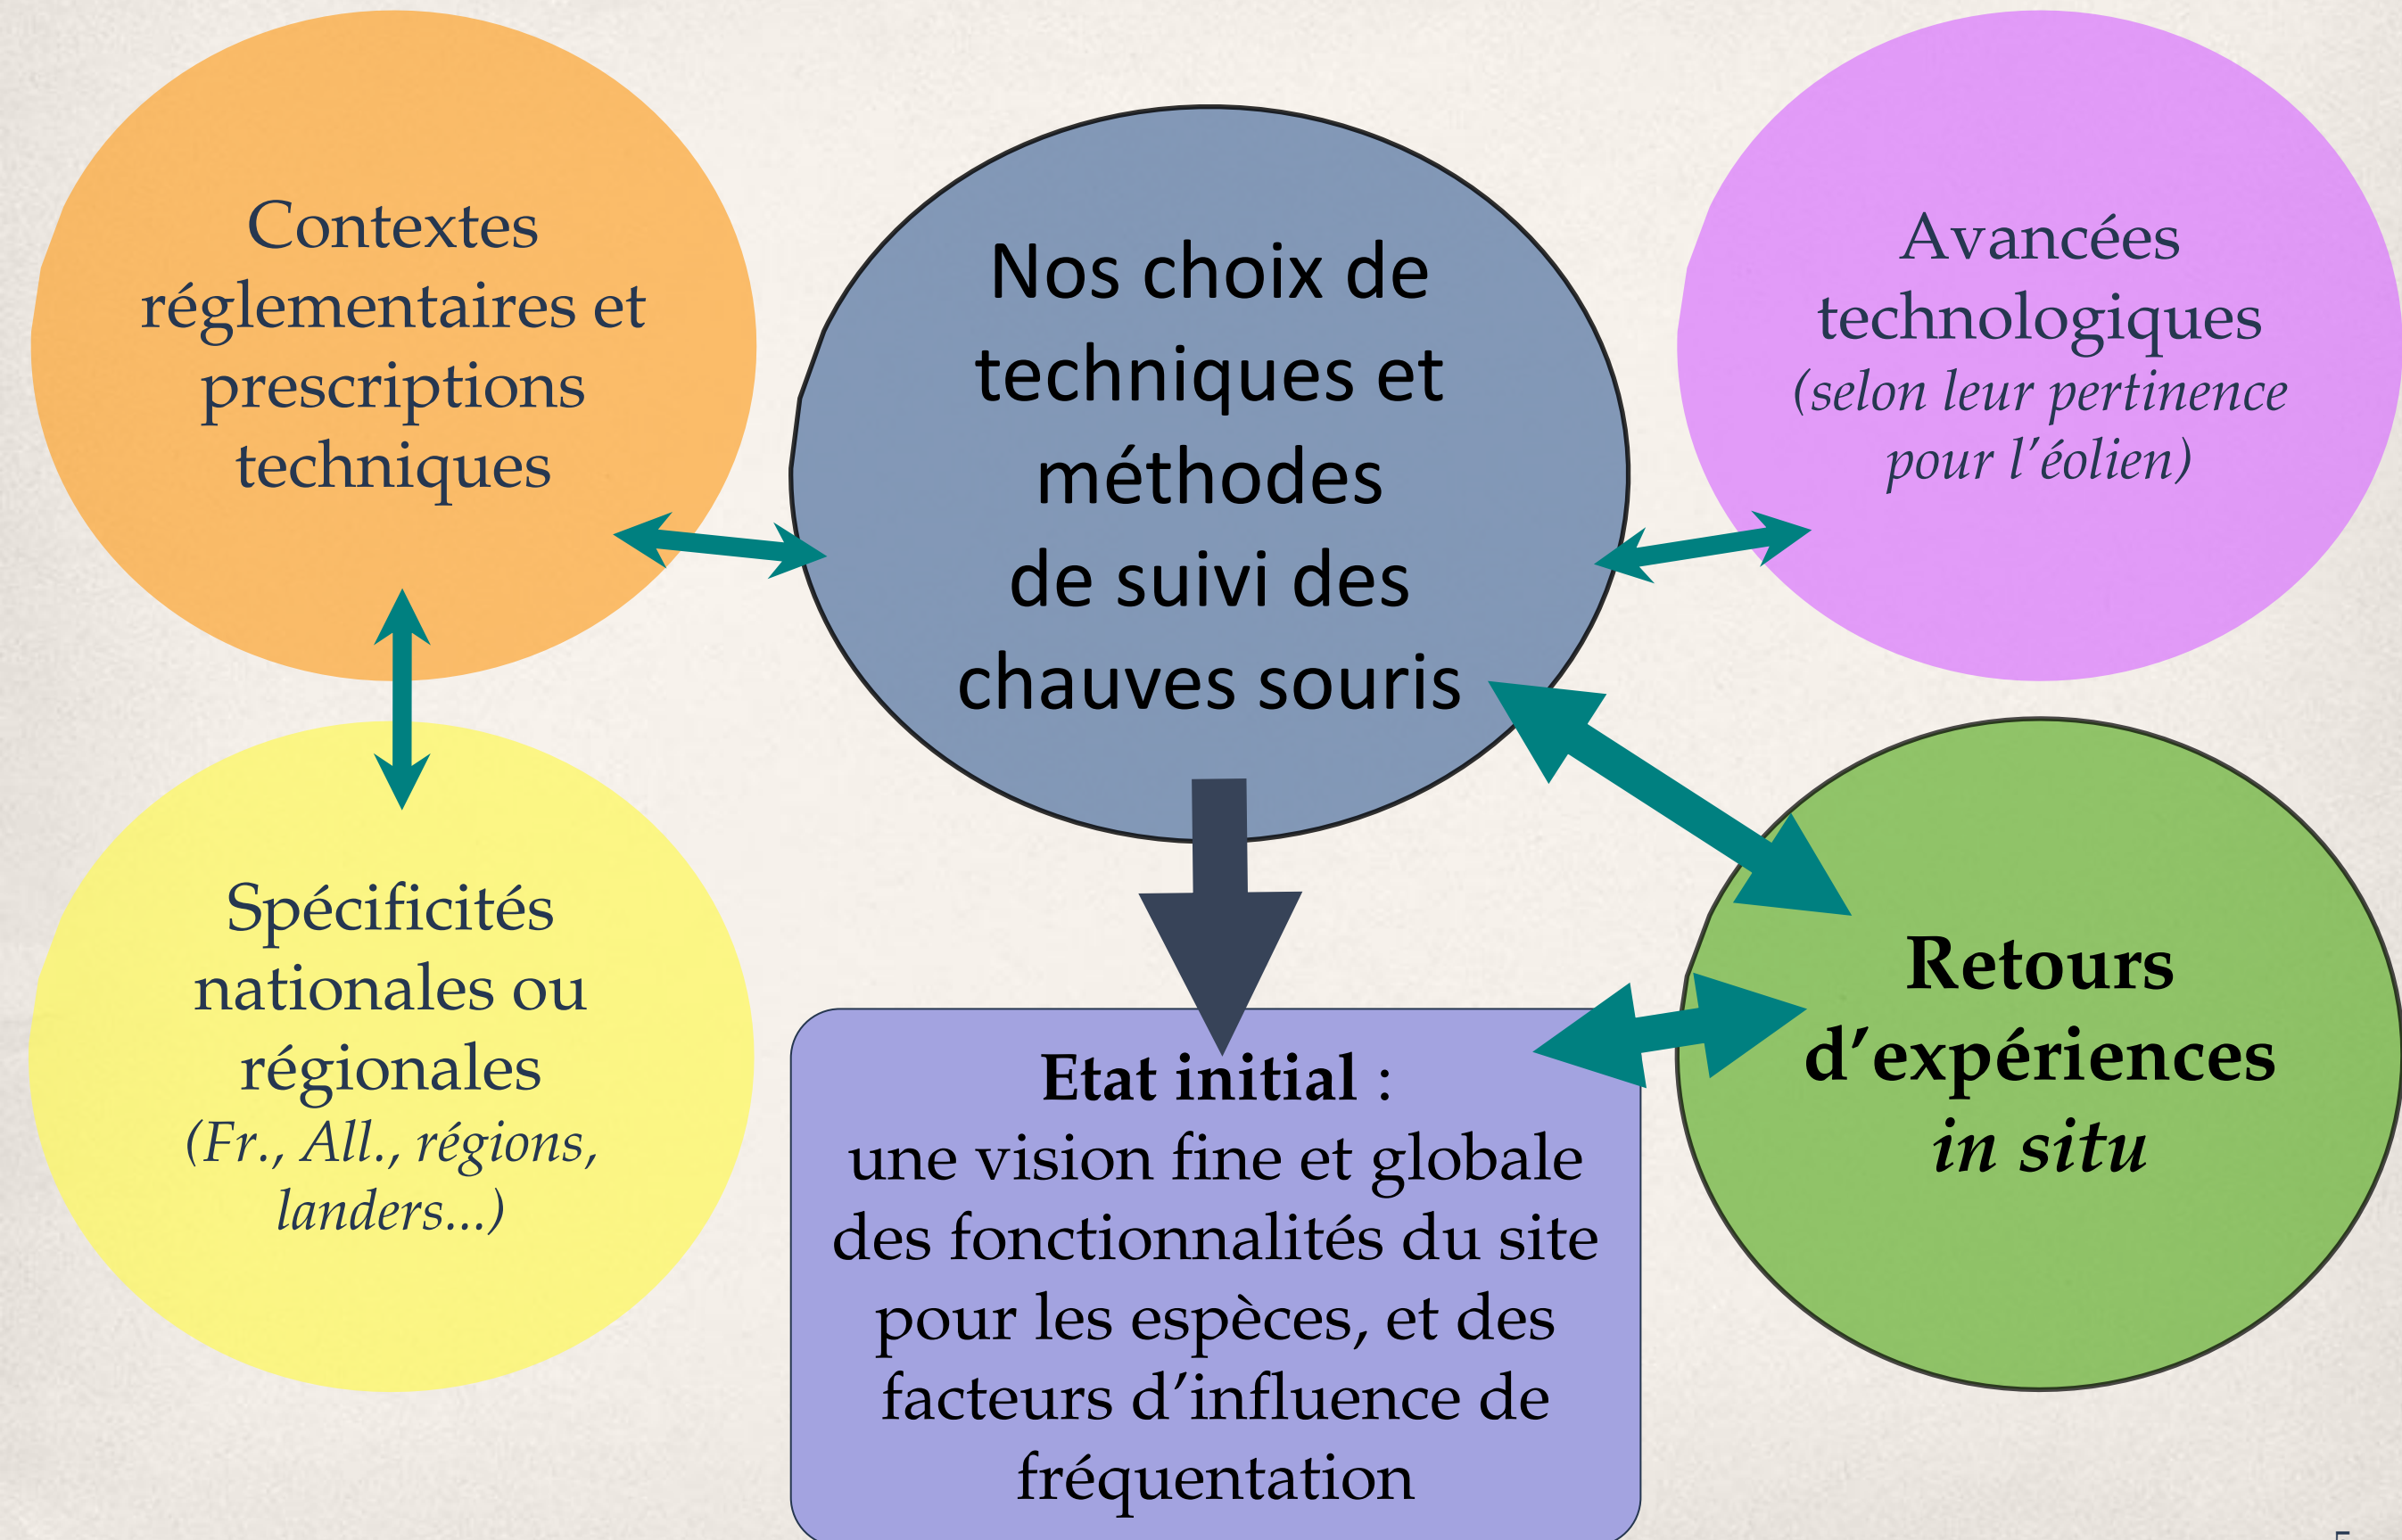 Contextes
réglementaires et
prescriptions
techniques
Nos choix de
techniques et
méthodes
de suivi des
chauves souris
Avancées
technologiques
(selon leur pertinence
pour l’éolien)
Spécificités
nationales ou
régionales
(Fr., All., régions,
landers…)
Etat initial :
une vision fine et globale
des fonctionnalités du site
pour les espèces, et des
facteurs d’influence de
fréquentation
Retours
d’expériences
in situ
5